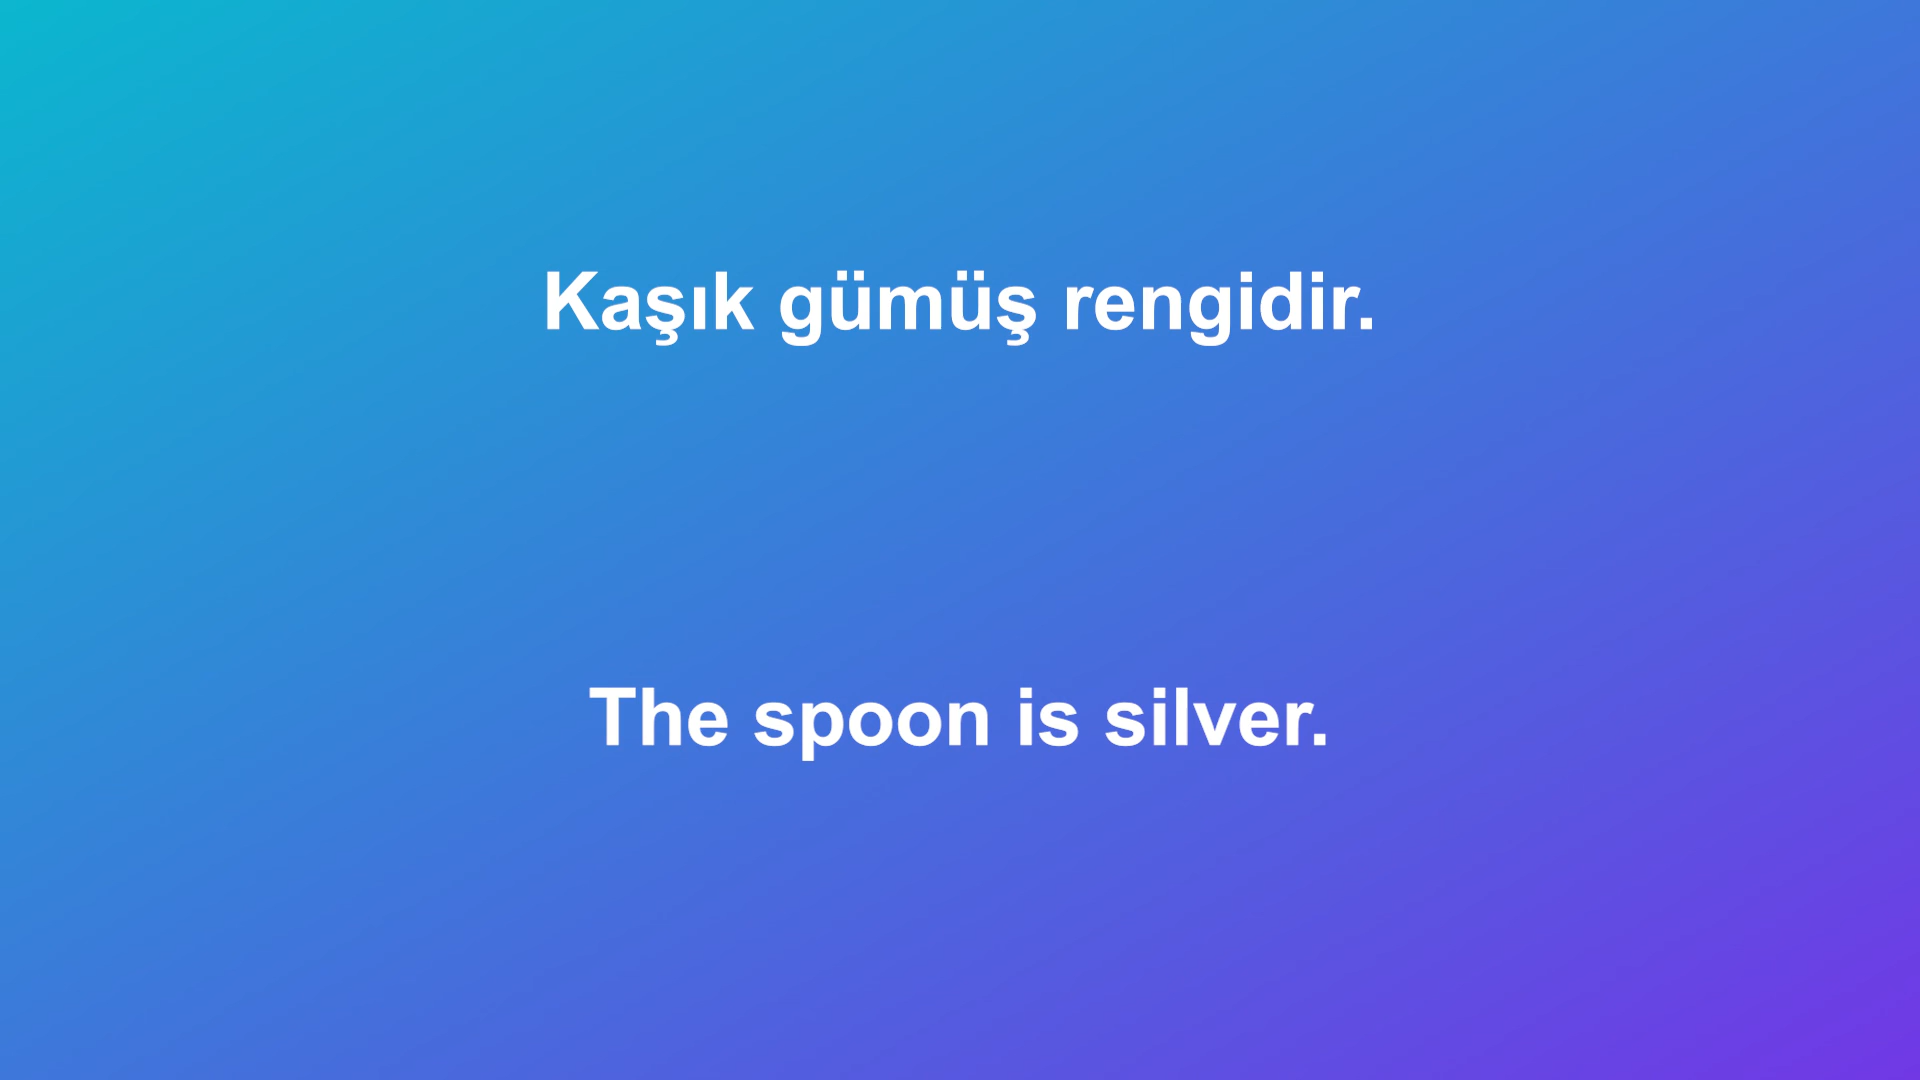 Kaşık gümüş rengidir.
The spoon is silver.